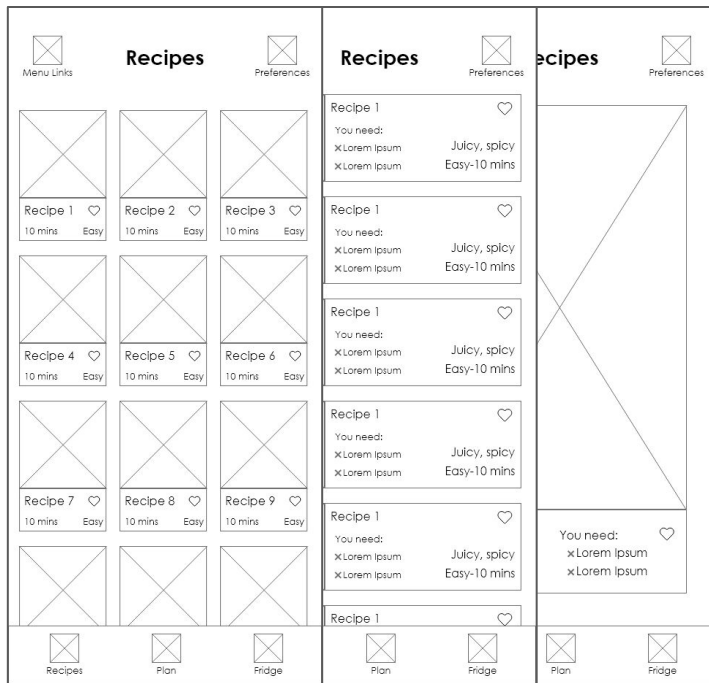 Recipes
Menu Links
Preferences
Recipe 1
10 mins Easy
Recipe 2
10 mins Easy
Recipe 3
10 mins Easy
Recipe 4
10 mins Easy
Recipe 5
10 mins Easy
Recipe 6
10 mins Easy
Recipe 7
10 mins Easy
Recipe 8
10 mins Easy
Recipe 9
10 mins Easy
Recipes
Plan
Fridge
Recipes
Preferences
Recipe 1
You need:
×Lorem Ipsum Juicy, spicy
×Lorem Ipsum Easy-10 mins
Recipe 1
You need:
×Lorem Ipsum Juicy, spicy
×Lorem Ipsum Easy-10 mins
Recipe 1
You need:
×Lorem Ipsum Juicy, spicy
×Lorem Ipsum Easy-10 mins
Recipe 1
You need:
×Lorem Ipsum Juicy, spicy
×Lorem Ipsum Easy-10 mins
Recipe 1
You need:
×Lorem Ipsum Juicy, spicy
×Lorem Ipsum Easy-10 mins
Recipe 1
Plan
Fridge
ecipes
Preferences
You need:
×Lorem Ipsum
×Lorem Ipsum
Plan
Fridge